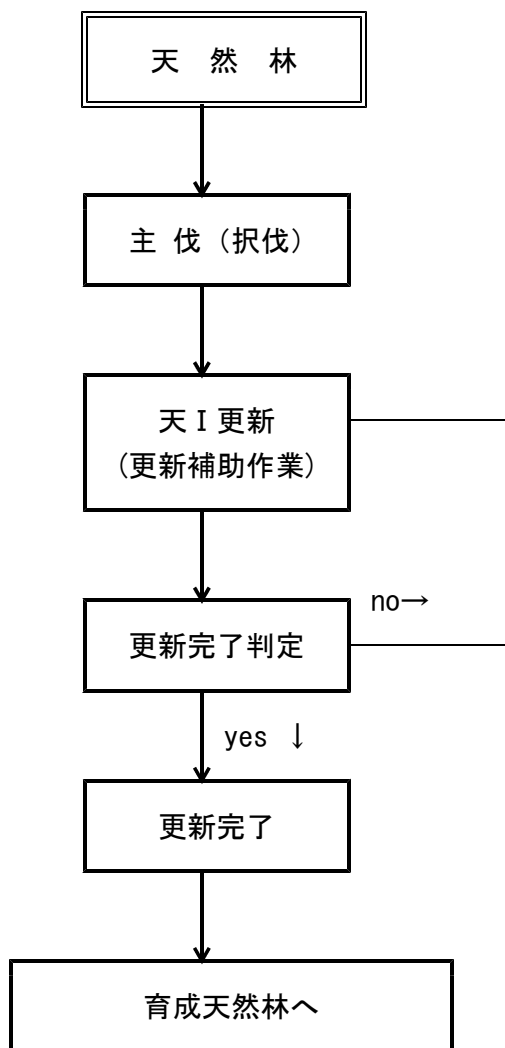 天　然　林
主 伐（択伐）
天Ⅰ更新
(更新補助作業)
no→
更新完了判定
yes ↓
更新完了
育成天然林へ